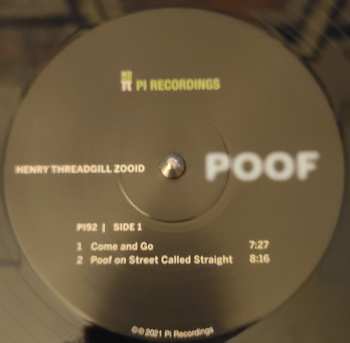 π PI RECORDINGS
HENRY THREADGILL ZOOID
POOF
PI92 | SIDE 1
1 Come and Go 7:27
2 Poof on Street Called Straight 8:16
℗© 2021 Pi Recordings